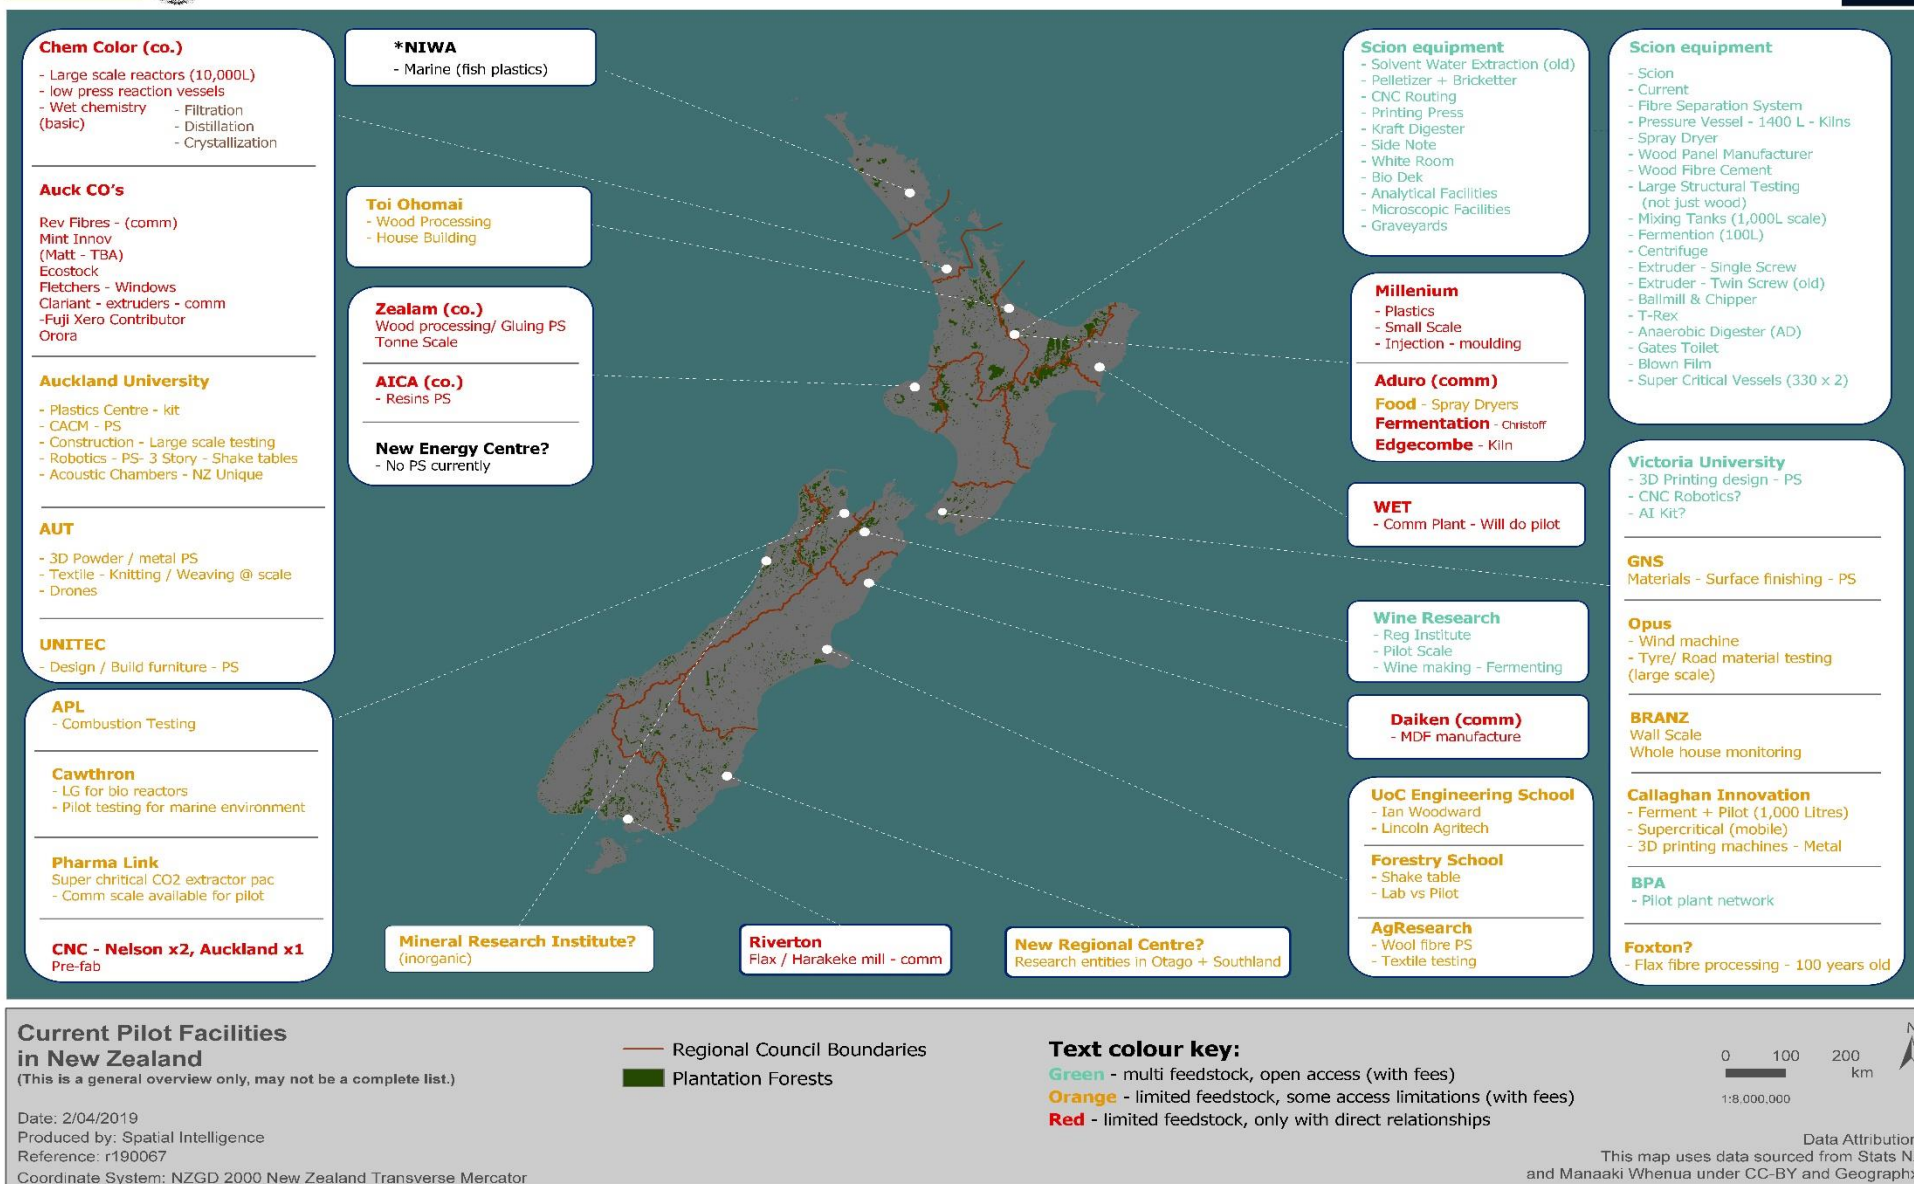 Chem Color (co.)
- Large scale reactors (10,000L)
- low press reaction vessels
- Wet chemistry
(basic)
- Filtration
- Distillation
- Crystallization
Auck CO's
Rev Fibres - (comm)
Mint Innov
(Matt - TBA)
Ecostock
Fletchers - Windows
Clariant - extruders - comm
-Fuji Xero Contributor
Orora
Auckland University
- Plastics Centre - kit
- CACM - PS
- Construction - Large scale testing
- Robotics - PS- 3 Story - Shake tables
- Acoustic Chambers - NZ Unique
AUT
- 3D Powder / metal PS
- Textile - Knitting / Weaving @ scale
- Drones
UNITEC
- Design / Build furniture - PS
APL
- Combustion Testing
Cawthron
- LG for bio reactors
- Pilot testing for marine environment
Pharma Link
Super chritical CO2 extractor pac
- Comm scale available for pilot
CNC - Nelson x2, Auckland x1
Pre-fab
*NIWA
- Marine (fish plastics)
Toi Ohomai
- Wood Processing
- House Building
Zealam (co.)
Wood processing/ Gluing PS
Tonne Scale
AICA (co.)
- Resins PS
New Energy Centre?
- No PS currently
Mineral Research Institute?
(inorganic)
Riverton
Flax / Harakeke mill - comm
New Regional Centre?
Research entities in Otago + Southland
Scion equipment
- Solvent Water Extraction (old)
- Pelletizer + Bricketter
- CNC Routing
- Printing Press
- Kraft Digester
- Side Note
- White Room
- Bio Dek
- Analytical Facilities
- Microscopic Facilities
- Graveyards
Millenium
- Plastics
- Small Scale
- Injection - moulding
Aduro (comm)
Food - Spray Dryers
Fermentation - Christoff
Edgecombe - Kiln
WET
- Comm Plant - Will do pilot
Wine Research
- Reg Institute
- Pilot Scale
- Wine making - Fermenting
Daiken (comm)
- MDF manufacture
UoC Engineering School
- Ian Woodward
- Lincoln Agritech
Forestry School
- Shake table
- Lab vs Pilot
AgResearch
- Wool fibre PS
- Textile testing
Scion equipment
- Scion
- Current
- Fibre Separation System
- Pressure Vessel - 1400 L - Kilns
- Spray Dryer
- Wood Panel Manufacturer
- Wood Fibre Cement
- Large Structural Testing
(not just wood)
- Mixing Tanks (1,000L scale)
- Fermention (100L)
- Centrifuge
- Extruder - Single Screw
- Extruder - Twin Screw (old)
- Ballmill & Chipper
- T-Rex
- Anaerobic Digester (AD)
- Gates Toilet
- Blown Film
- Super Critical Vessels (330 x 2)
Victoria University
- 3D Printing design - PS
- CNC Robotics?
- AI Kit?
GNS
Materials - Surface finishing - PS
Opus
- Wind machine
- Tyre/ Road material testing
(large scale)
BRANZ
Wall Scale
Whole house monitoring
Callaghan Innovation
- Ferment + Pilot (1,000 Litres)
- Supercritical (mobile)
- 3D printing machines - Metal
BPA
- Pilot plant network
Foxton?
- Flax fibre processing - 100 years old
Current Pilot Facilities
in New Zealand
(This is a general overview only, may not be a complete list.)
Date: 2/04/2019
Produced by: Spatial Intelligence
Reference: r190067
Coordinate System: NZGD 2000 New Zealand Transverse Mercator
Regional Council Boundaries
Plantation Forests
Text colour key:
Green - multi feedstock, open access (with fees)
Orange - limited feedstock, some access limitations (with fees)
Red - limited feedstock, only with direct relationships
0 100 200
km
1:8,000,000
N
Data Attribution
This map uses data sourced from Stats N
and Manaaki Whenua under CC-BY and Geograph